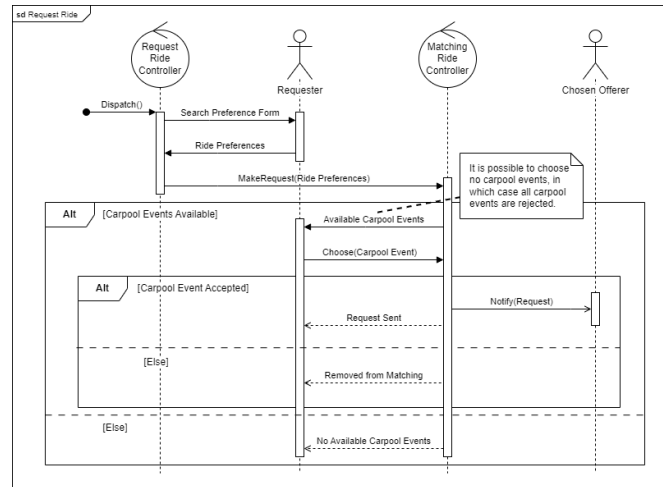 sd Request Ride
Request
Ride
Controller
Requester
Matching
Ride
Controller
Chosen Offerer
Dispatch()
Search Preference Form
Ride Preferences
MakeRequest(Ride Preferences)
It is possible to choose
no carpool events, in
which case all carpool
events are rejected.
Alt
[Carpool Events Available]
Available Carpool Events
Choose(Carpool Event)
Alt
[Carpool Event Accepted]
Notify(Request)
Request Sent
[Else]
Removed from Matching
[Else]
No Available Carpool Events